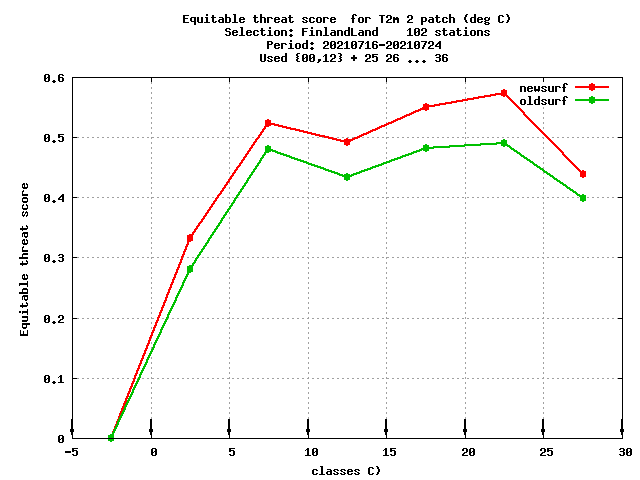 Equitable threat score  for T2m 2 patch (deg C)
Selection: FinlandLand    102 stations
Period: 20210716-20210724
Used {00,12} + 25 26 ... 36
newsurf
oldsurf
Equitable threat score
0.6
0.5
0.4
0.3
0.2
0.1
0
-5 0 5 10 15 20 25 30
classes C)